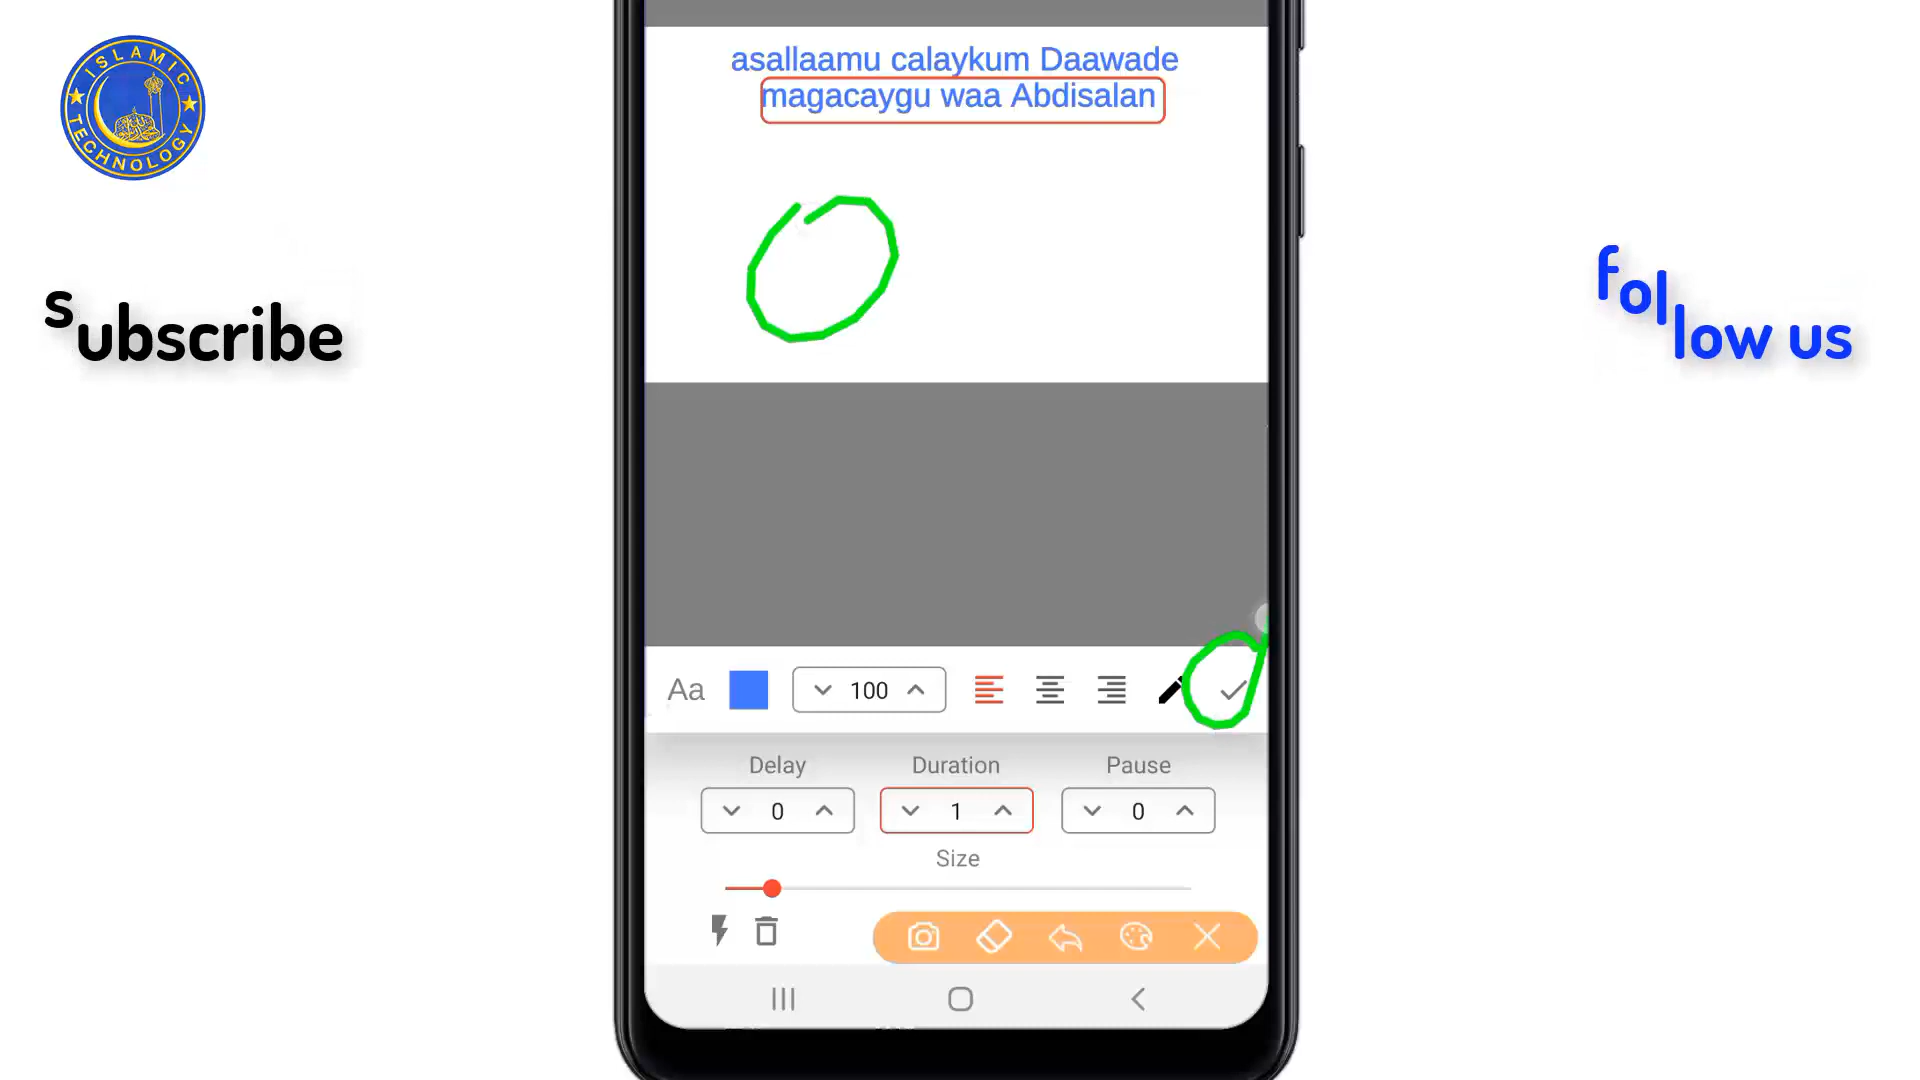 ISLAMIC
TECHNOLOGY
asallaamu calaykum Daawade
magacaygu waa Abdisalan
subscribe
follow us
Aa
100
Delay
Duration
Pause
0
1
0
Size